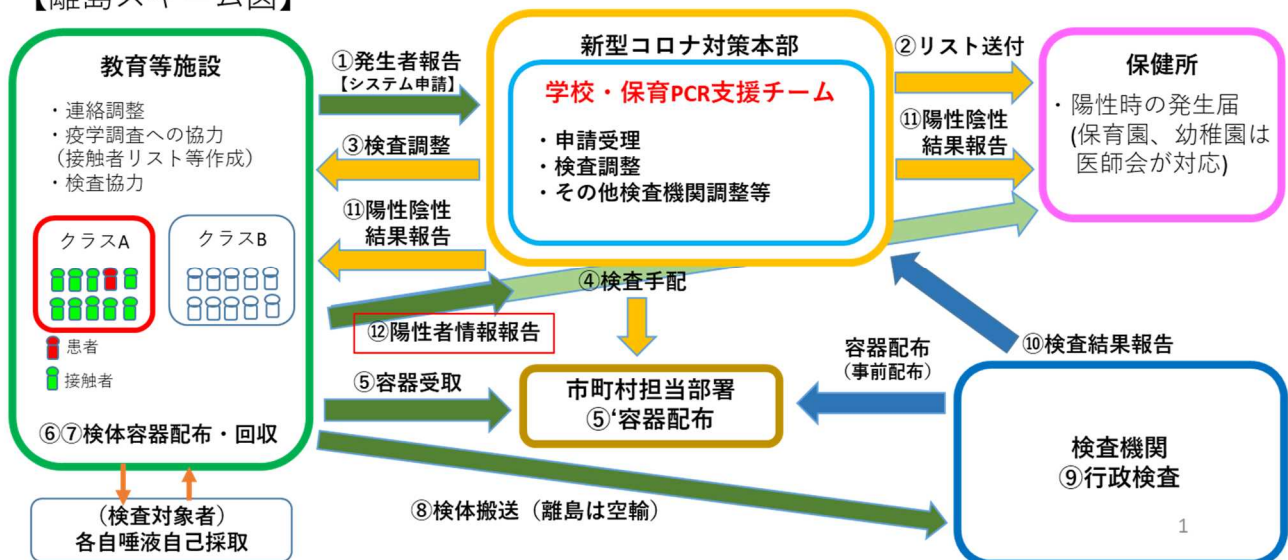 【離島スキーム図】
教育等施設
・連絡調整
・疫学調査への協力
(接触者リスト等作成)
・検査協力
クラスA
クラスB
患者
接触者
⑥⑦検体容器配布・回収
(検査対象者)
各自唾液自己採取
①発生者報告
【システム申請】
③検査調整
⑪陽性陰性
結果報告
⑫陽性者情報報告
⑤容器受取
⑧検体搬送（離島は空輸）
新型コロナ対策本部
学校・保育PCR支援チーム
・申請受理
・検査調整
・その他検査機関調整等
④検査手配
市町村担当部署
⑤‘容器配布
②リスト送付
⑪陽性陰性
結果報告
保健所
・陽性時の発生届
(保育園、幼稚園は
医師会が対応)
⑩検査結果報告
容器配布
（事前配布）
検査機関
⑨行政検査
1